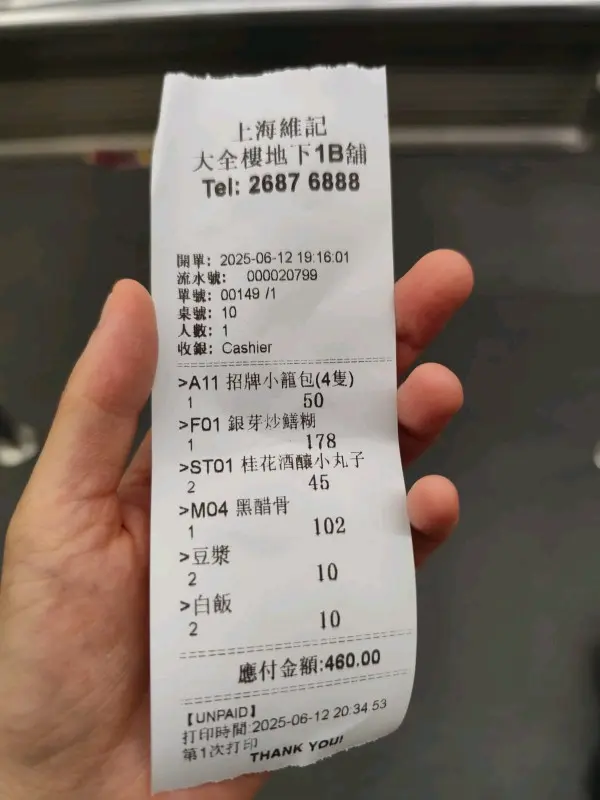 上海維記
大全樓地下1B舖
Tel: 2687 6888
開單: 2025-06-12 19:16:01
流水號: 000020799
單號: 00149 /1
桌號: 10
人數: 1
收銀: Cashier
>A11 招牌小籠包(4隻)
1 50
>F01 銀芽炒鱔糊
1 178
>ST01 桂花酒釀小丸子
2 45
>M04 黑醋骨
1 102
>豆漿
2 10
>白飯
2 10
應付金額:460.00
【UNPAID】
打印時間:2025-06-12 20:34 53
第1次打印
THANK YOU!